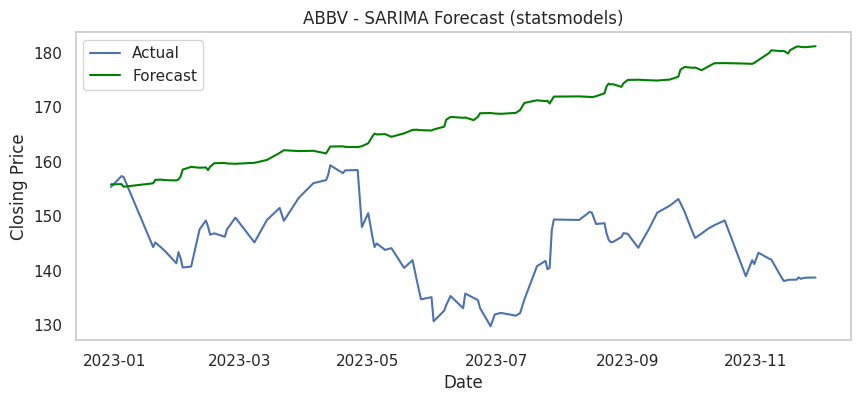 ABBV - SARIMA Forecast (statsmodels)
Actual
Forecast
Closing Price
180
170
160
150
140
130
2023-01 2023-03 2023-05 2023-07 2023-09 2023-11
Date